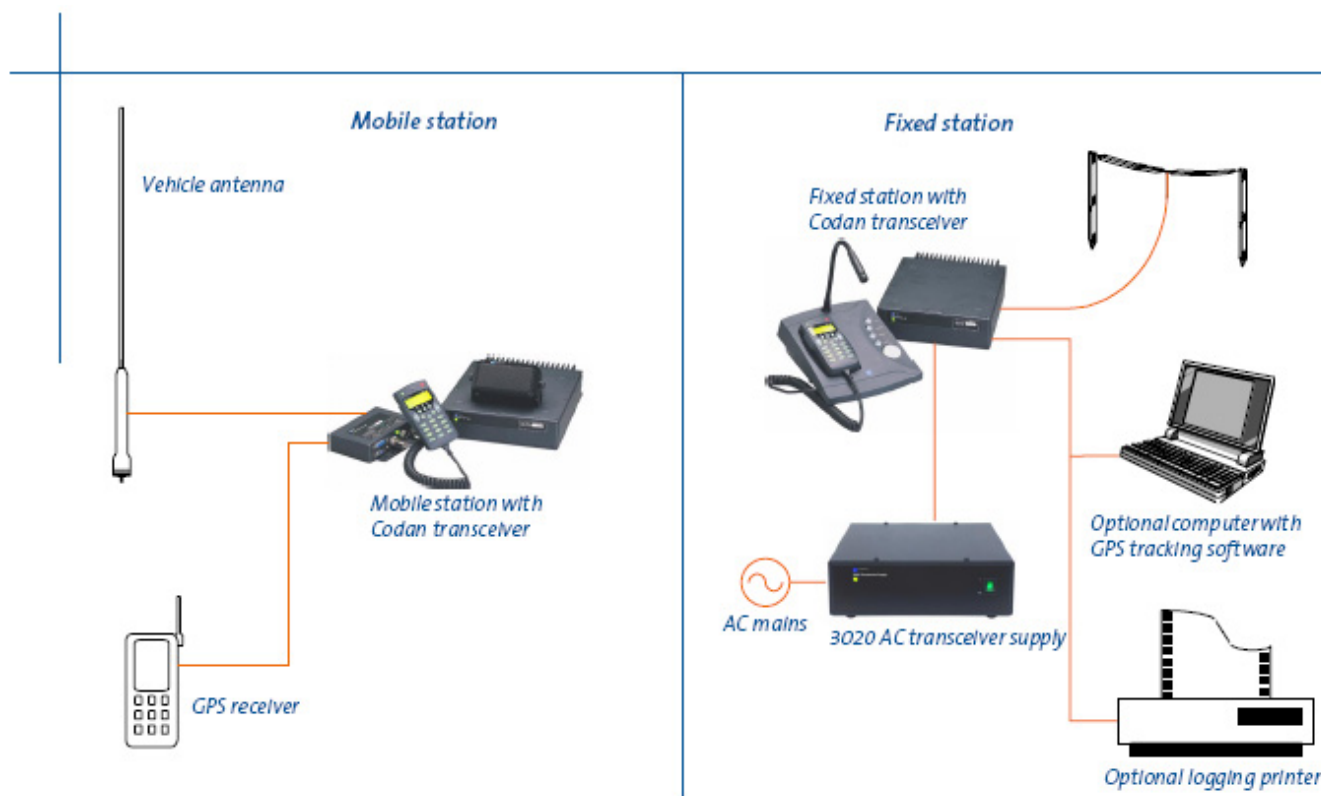 Mobile station
Vehicle antenna
Mobile station with
Codan transceiver
GPS receiver
Fixed station
Fixed station with
Codan transceiver
Optional computer with
GPS tracking software
AC mains
3020 AC transceiver supply
Optional logging printer